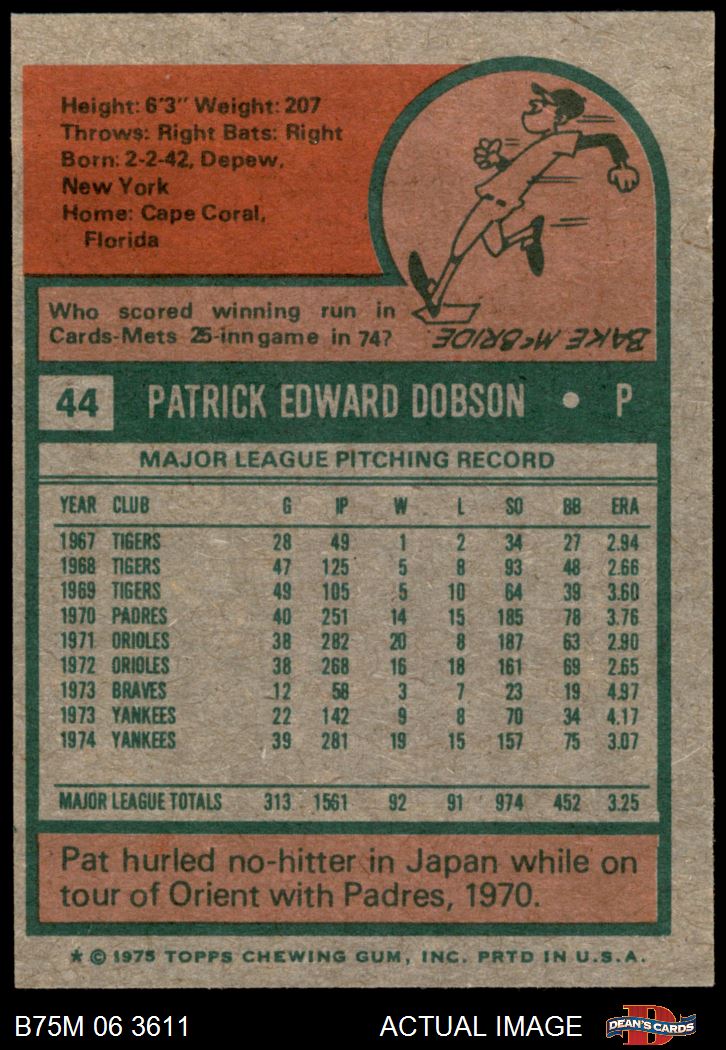 Height: 6'3" Weight: 207
Throws: Right Bats: Right
Born: 2-2-42, Depew,
New York
Home: Cape Coral,
Florida
Who scored winning run in
Cards-Mets 25-inn game in 74?
BAKE McBRIDE
44 PATRICK EDWARD DOBSON • P
MAJOR LEAGUE PITCHING RECORD
YEAR CLUB G IP W L SO BB ERA
1967 TIGERS 28 49 1 2 34 27 2.94
1968 TIGERS 47 125 5 8 93 48 2.66
1969 TIGERS 49 105 5 10 64 39 3.60
1970 PADRES 40 251 14 15 185 78 3.76
1971 ORIOLES 38 282 20 8 187 63 2.90
1972 ORIOLES 38 268 16 18 161 69 2.65
1973 BRAVES 12 58 3 7 23 19 4.97
1973 YANKEES 22 142 9 8 70 34 4.17
1974 YANKEES 39 281 19 15 157 75 3.07
MAJOR LEAGUE TOTALS 313 1561 92 91 974 452 3.25
Pat hurled no-hitter in Japan while on
tour of Orient with Padres, 1970.
* © 1975 TOPPS CHEWING GUM, INC. PRTD IN U.S.A.
B75M 06 3611 ACTUAL IMAGE
D
DEAN'S CARDS